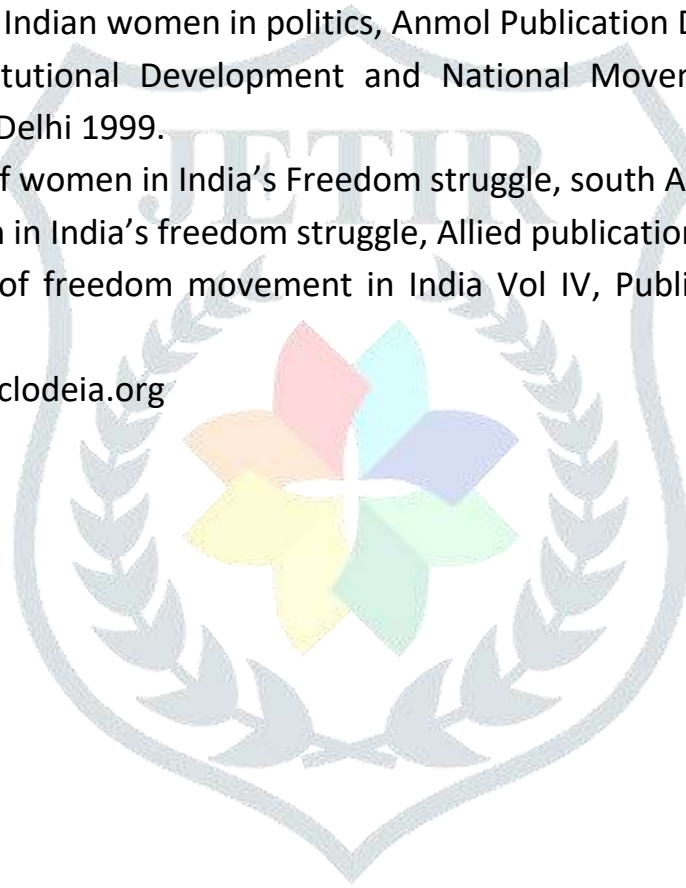 Indian women in politics, Anmol Publication D
tutional Development and National Mover
Delhi 1999.
f women in India's Freedom struggle, south A
in India's freedom struggle, Allied publication
of freedom movement in India Vol IV, Publi
clodeia.org
JETIR